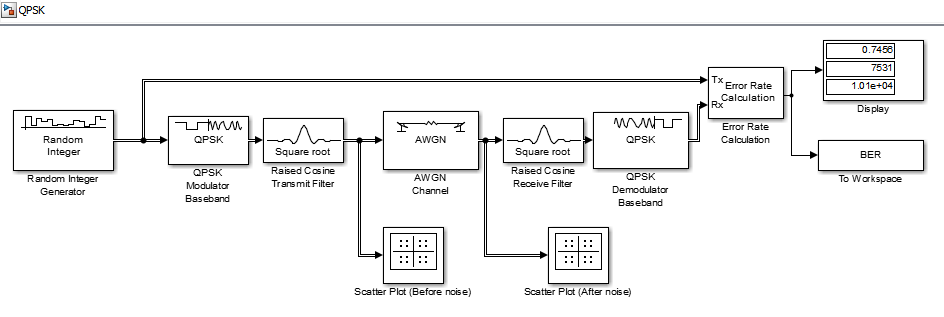 QPSK
0.7456
7531
1.01e+04
Display
Tx
Rx
Error Rate
Calculation
Error Rate
Calculation
Random
Integer
Random Integer
Generator
QPSK
QPSK
Modulator
Baseband
Square root
Raised Cosine
Transmit Filter
AWGN
AWGN
Channel
Square root
Raised Cosine
Receive Filter
QPSK
QPSK
Demodulator
Baseband
BER
To Workspace
Scatter Plot (Before noise)
Scatter Plot (After noise)